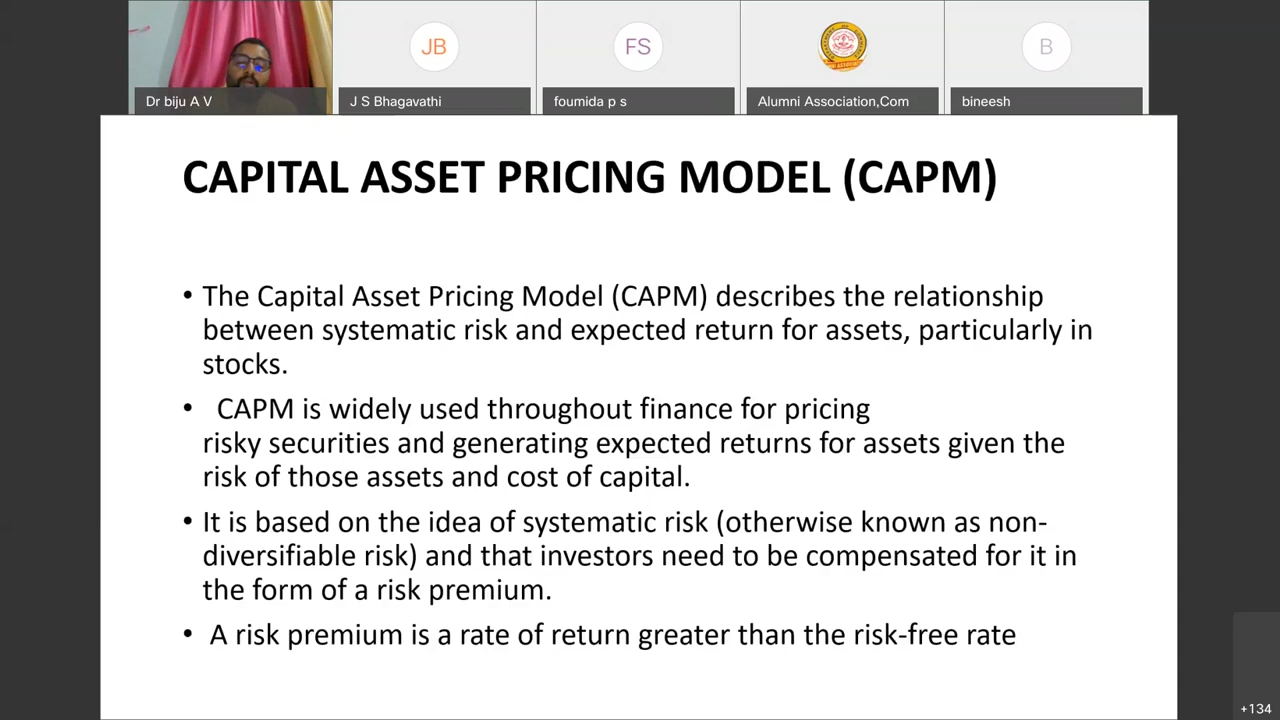 JB
FS
B
Dr biju A V
J S Bhagavathi
foumida p s
Alumni Association,Com
bineesh
CAPITAL ASSET PRICING MODEL (CAPM)
• The Capital Asset Pricing Model (CAPM) describes the relationship
between systematic risk and expected return for assets, particularly in
stocks.
• CAPM is widely used throughout finance for pricing
risky securities and generating expected returns for assets given the
risk of those assets and cost of capital.
• It is based on the idea of systematic risk (otherwise known as non-
diversifiable risk) and that investors need to be compensated for it in
the form of a risk premium.
• A risk premium is a rate of return greater than the risk-free rate
+134